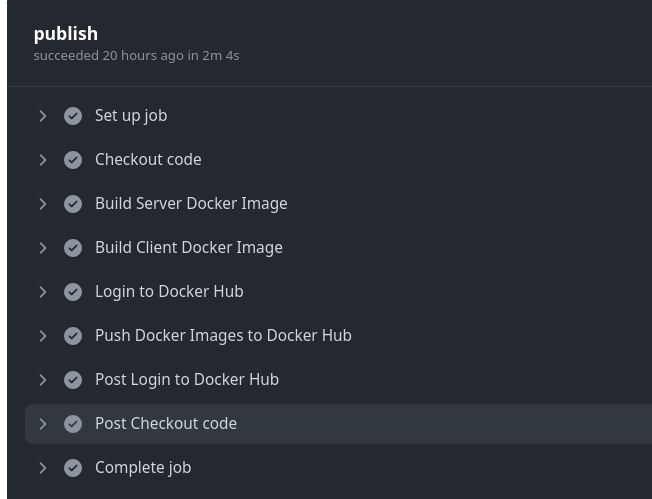 publish
succeeded 20 hours ago in 2m 4s
Set up job
Checkout code
Build Server Docker Image
Build Client Docker Image
Login to Docker Hub
Push Docker Images to Docker Hub
Post Login to Docker Hub
Post Checkout code
Complete job